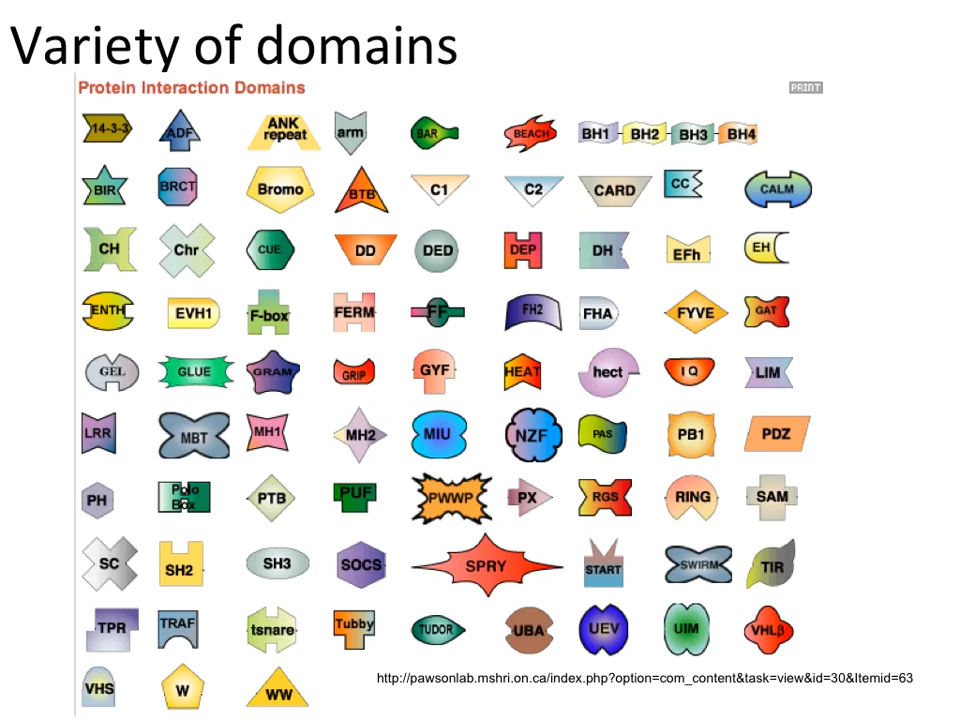 Variety of domains
Protein Interaction Domains
PRINT
14-3-3 ADF ANK repeat arm BAR BEACH BH1 BH2 BH3 BH4
BIR BRCT Bromo BTB C1 C2 CARD CC CALM
CH Chr CUE DD DED DEP DH EFh EH
ENTH EVH1 F-box FERM FF FH2 FHA FYVE GAT
GEL GLUE GRAM GRIP GYF HEAT hect IQ LIM
LRR MBT MH1 MH2 MIU NZF PAS PB1 PDZ
PH Polo Box PTB PUF PWWP PX RGS RING SAM
SC SH2 SH3 SOCS SPRY START SWIRM TIR
TPR TRAF tsnare Tubby TUDOR UBA UEV UIM VHLβ
VHS W WW
http://pawsonlab.mshri.on.ca/index.php?option=com_content&task=view&id=30&Itemid=63